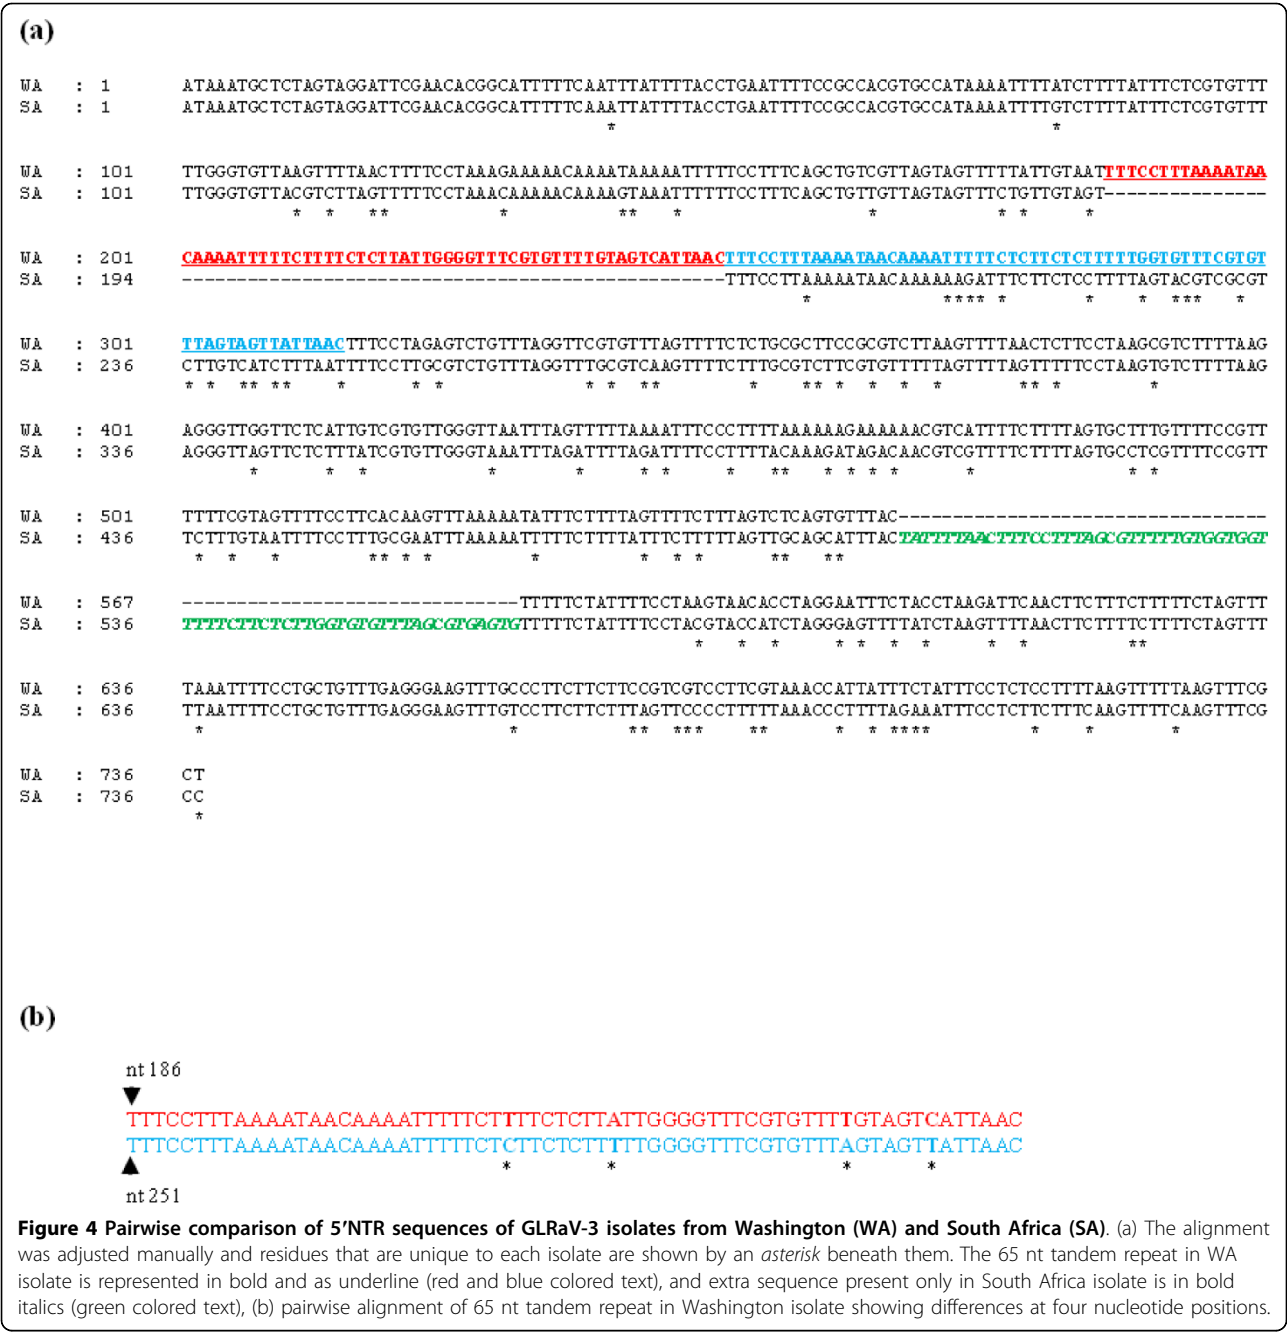 (a)
WA : 1 ATAAATGCTCTAGTAGGATTCGAACACGGCATTTTTCAATTTATTTTACCTGAATTTTCCGCCACGTGCCATAAAATTTTATCTTTTATTTCTCGTGTTT
SA : 1 ATAAATGCTCTAGTAGGATTCGAACACGGCATTTTTCAAATTATTTTACCTGAATTTTCCGCCACGTGCCATAAAATTTTGTCTTTTATTTCTCGTGTTT
* *
WA : 101 TTGGGTGTTAAGTTTTAACTTTTCCTAAAGAAAAACAAAATAAAAATTTTTCCTTTCAGCTGTCGTTAGTAGTTTTTATTGTAATTTTCCTTTAAAATAA
SA : 101 TTGGGTGTTACGTCTTAGTTTTTCCTAAACAAAAACAAAAGTAAATTTTTTCCTTTCAGCTGTTGTTAGTAGTTTCTGTTGTAGT---------------
* * ** * ** * * * * *
WA : 201 CAAAATTTTTCTTTTCTCTTATTGGGGTTTCGTGTTTTGTAGTCATTAACTTTCCTTTAAAATAACAAAATTTTTCTCTTCTCTTTTTGGTGTTTCGTGT
SA : 194 --------------------------------------------------TTTCCTTAAAAATAACAAAAAAAGATTTCTTCTCCTTTTAGTACGTCGCGT
* **** * * * *** *
WA : 301 TTAGTAGTTATTAACTTTCCTAGAGTCTGTTTAGGTTCGTGTTTAGTTTTCTCTGCGCTTCCGCGTCTTAAGTTTTAACTCTTCCTAAGCGTCTTTTAAG
SA : 236 CTTGTCATCTTTAATTTTCCTTGCGTCTGTTTAGGTTTGCGTCAAGTTTTCTTTGCGTCTTCGTGTTTTTAGTTTTAGTTTTTCCTAAGTGTCTTTTAAG
* * ** ** * * * * * ** * ** * * * ** * *
WA : 401 AGGGTTGGTTCTCATTGTCGTGTTGGGTTAATTTAGTTTTTAAAATTTCCCTTTTAAAAAAGAAAAAACGTCATTTTCTTTTAGTGCTTTGTTTTCCGTT
SA : 336 AGGGTTAGTTCTCTTTATCGTGTTGGGTAAATTTAGATTTTAGATTTTCCTTTTACAAAGATAGACAACGTCGTTTTCTTTTAGTGCCTCGTTTTCCGTT
* * * * * * * * ** * * * * * * *
WA : 501 TTTTCGTAGTTTTCCTTCACAAGTTTAAAAATATTTCTTTTAGTTTTCTTTAGTCTCAGTGTTTAC----------------------------------
SA : 436 TCTTTGTAATTTTCCTTTGCGAATTTAAAAATTTTTCTTTTATTTCTTTTTAGTTGCAGCATTTACTATTTTAACTTTCCTTTAGCGTTTTTGTGGTGGT
* * * ** * * * * * * ** **
WA : 567 -------------------------------TTTTTCTATTTTCCTAAGTAACACCTAGGAATTTCTACCTAAGATTCAACTTCTTTCTTTTTCTAGTTT
SA : 536 TTTTCTTCTCTTGGTGTGTTTAGCGTGAGTGTTTTTCTATTTTCCTACGTACCATCTAGGGAGTTTTATCTAAGTTTTAACTTCTTTTCTTTTCTAGTTT
* * * * * * * * * **
WA : 636 TAAATTTTCCTGCTGTTTGAGGGAAGTTTGCCCTTCTTCTTCCGTCGTCCTTCGTAAACCATTATTTCTATTTCCTCTCCTTTTAAGTTTTTAAGTTTCG
SA : 636 TTAATTTTCCTGCTGTTTGAGGGAAGTTTGTCCTTCTTCTTTAGTTCCCCTTTTTAAACCCTTTTAGAAATTTCCTCTTCTTTCAAGTTTTCAAGTTTCG
* * ** *** ** * * **** * * *
WA : 736 CT
SA : 736 CC
*
(b)
nt 186
TTTCCTTTAAAATAACAAAATTTTTCTTTTCTCTTATTGGGGTTTCGTGTTTTGTAGTCATTAAC
TTTCCTTTAAAATAACAAAATTTTTCTCTTCTCTTTTTGGGGTTTCGTGTTTAGTAGTTATTAAC
* * * *
nt 251
Figure 4 Pairwise comparison of 5'NTR sequences of GLRaV-3 isolates from Washington (WA) and South Africa (SA). (a) The alignment
was adjusted manually and residues that are unique to each isolate are shown by an asterisk beneath them. The 65 nt tandem repeat in WA
isolate is represented in bold and as underline (red and blue colored text), and extra sequence present only in South Africa isolate is in bold
italics (green colored text), (b) pairwise alignment of 65 nt tandem repeat in Washington isolate showing differences at four nucleotide positions.